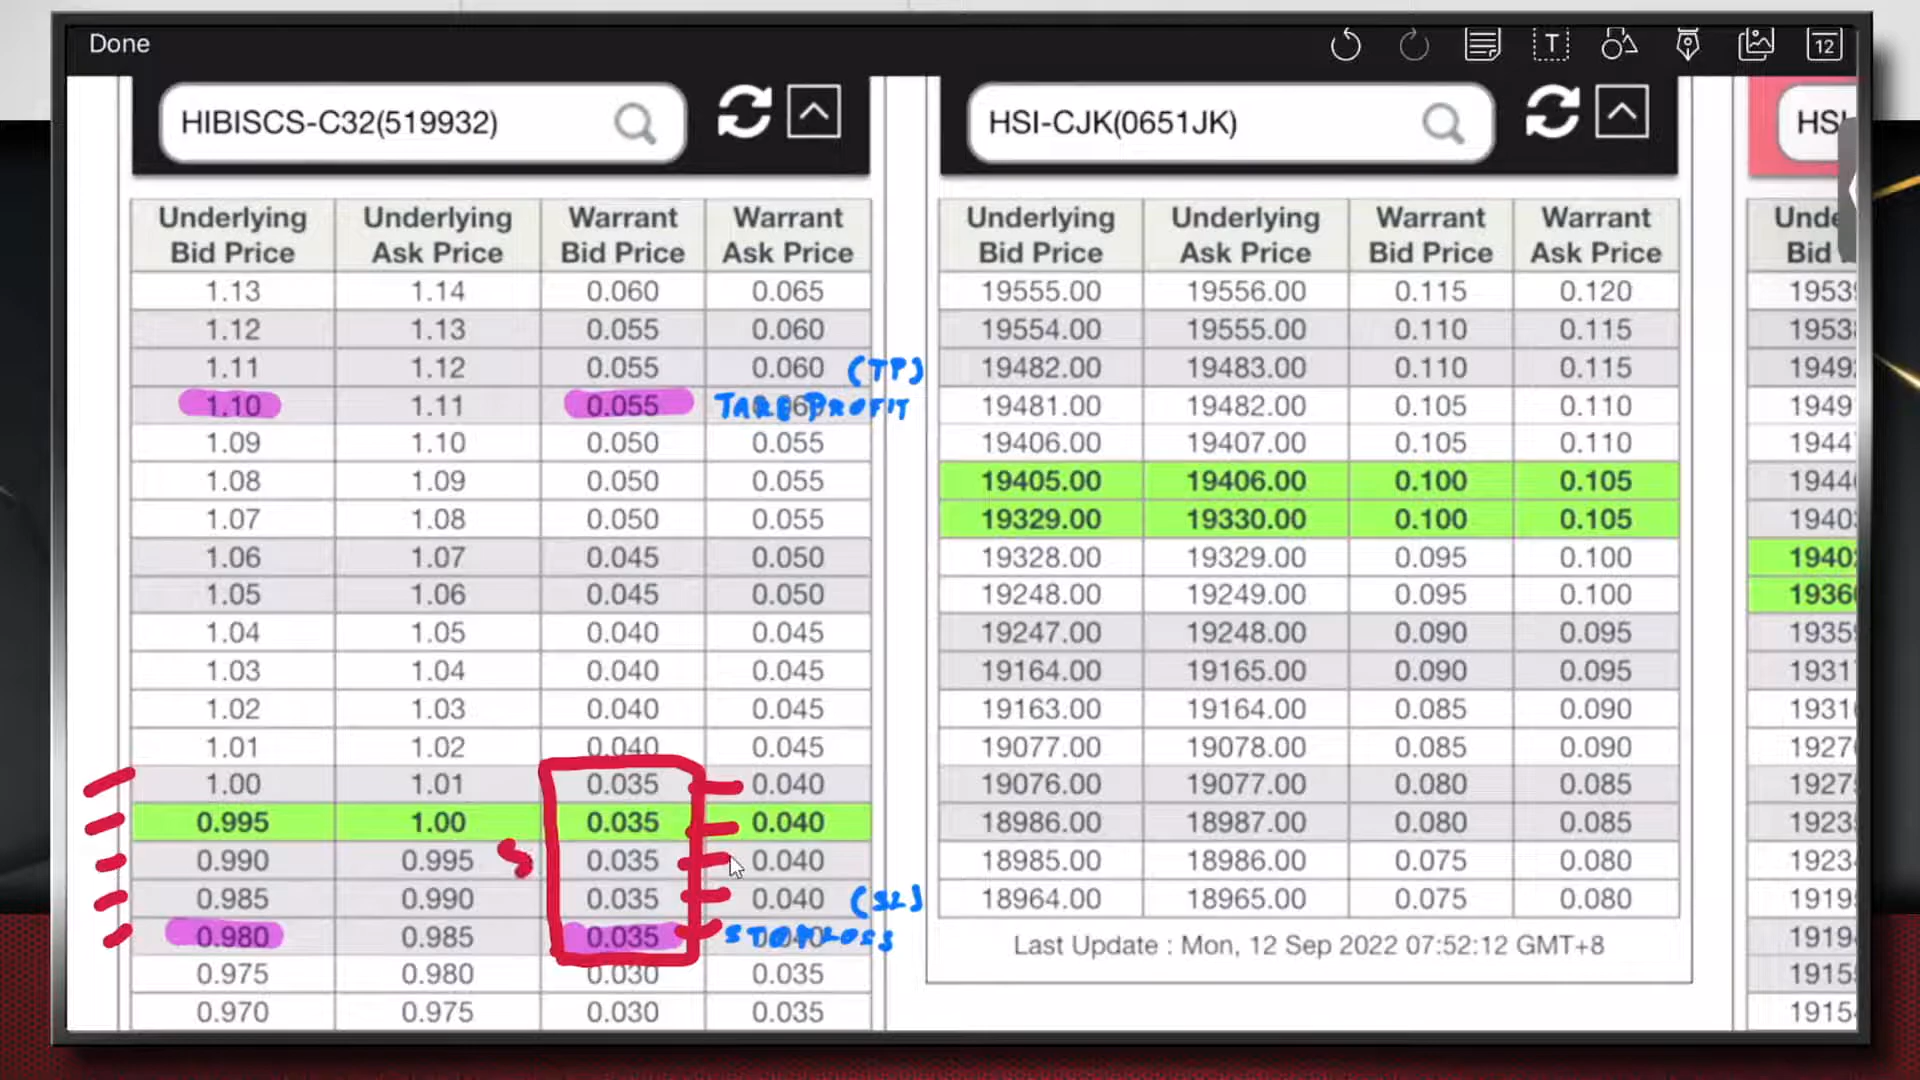 Done
T
12
HIBISCS-C32(519932)
Underlying Bid Price Underlying Ask Price Warrant Bid Price Warrant Ask Price
1.13 1.14 0.060 0.065
1.12 1.13 0.055 0.060
1.11 1.12 0.055 0.060 (TP)
1.10 1.11 0.055 TAKE PROFIT
1.09 1.10 0.050 0.055
1.08 1.09 0.050 0.055
1.07 1.08 0.050 0.055
1.06 1.07 0.045 0.050
1.05 1.06 0.045 0.050
1.04 1.05 0.040 0.045
1.03 1.04 0.040 0.045
1.02 1.03 0.040 0.045
1.01 1.02 0.040 0.045
1.00 1.01 0.035 0.040
0.995 1.00 0.035 0.040
0.990 0.995 5 0.035 0.040
0.985 0.990 0.035 0.040 (SL)
0.980 0.985 0.035 STOPLOSS
0.975 0.980 0.030 0.035
0.970 0.975 0.030 0.035
HSI-CJK(0651JK)
Underlying Bid Price Underlying Ask Price Warrant Bid Price Warrant Ask Price
19555.00 19556.00 0.115 0.120
19554.00 19555.00 0.110 0.115
19482.00 19483.00 0.110 0.115
19481.00 19482.00 0.105 0.110
19406.00 19407.00 0.105 0.110
19405.00 19406.00 0.100 0.105
19329.00 19330.00 0.100 0.105
19328.00 19329.00 0.095 0.100
19248.00 19249.00 0.095 0.100
19247.00 19248.00 0.090 0.095
19164.00 19165.00 0.090 0.095
19163.00 19164.00 0.085 0.090
19077.00 19078.00 0.085 0.090
19076.00 19077.00 0.080 0.085
18986.00 18987.00 0.080 0.085
18985.00 18986.00 0.075 0.080
18964.00 18965.00 0.075 0.080
Last Update : Mon, 12 Sep 2022 07:52:12 GMT+8